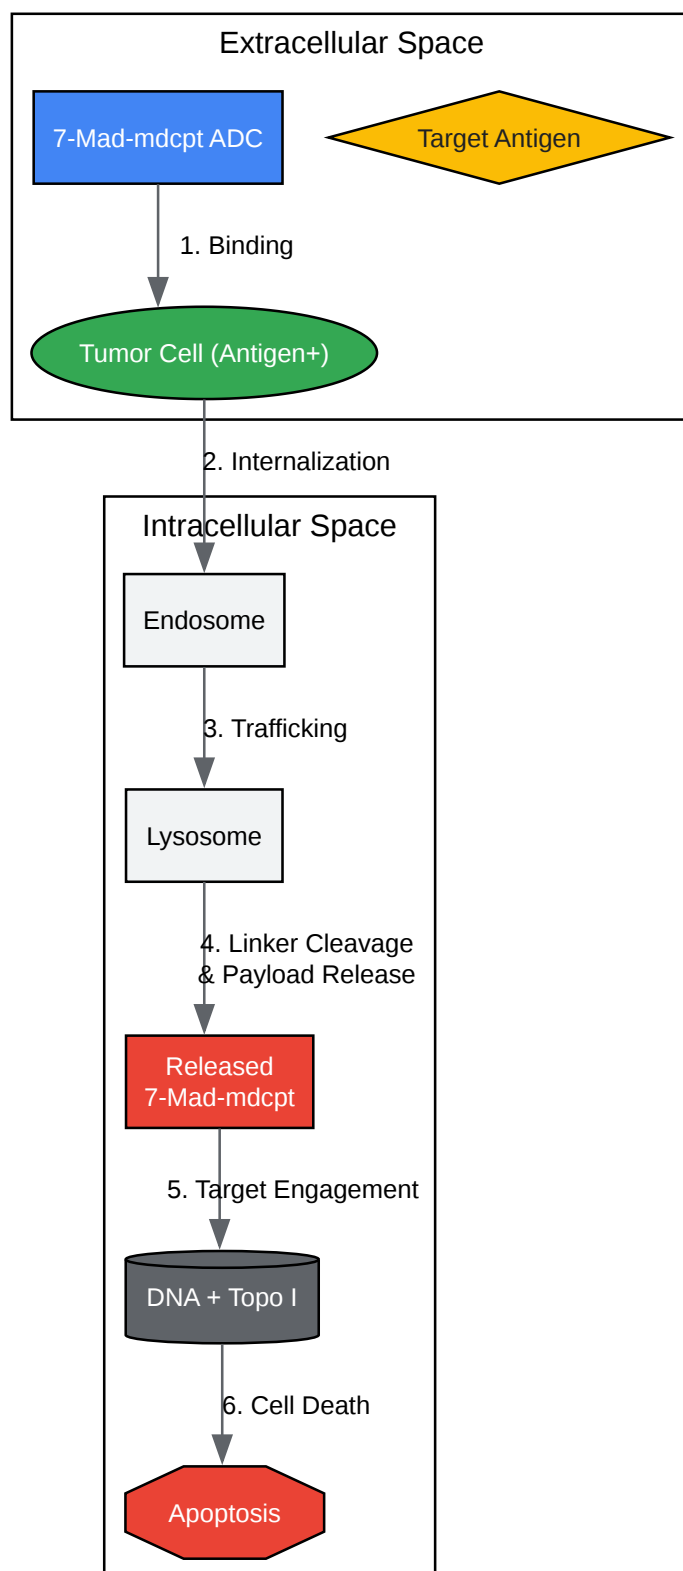 Extracellular Space
7-Mad-mdcpt ADC
Target Antigen
1. Binding
Tumor Cell (Antigen+)
2. Internalization
Intracellular Space
Endosome
3. Trafficking
Lysosome
4. Linker Cleavage
& Payload Release
Released
7-Mad-mdcpt
5. Target Engagement
DNA + Topo I
6. Cell Death
Apoptosis